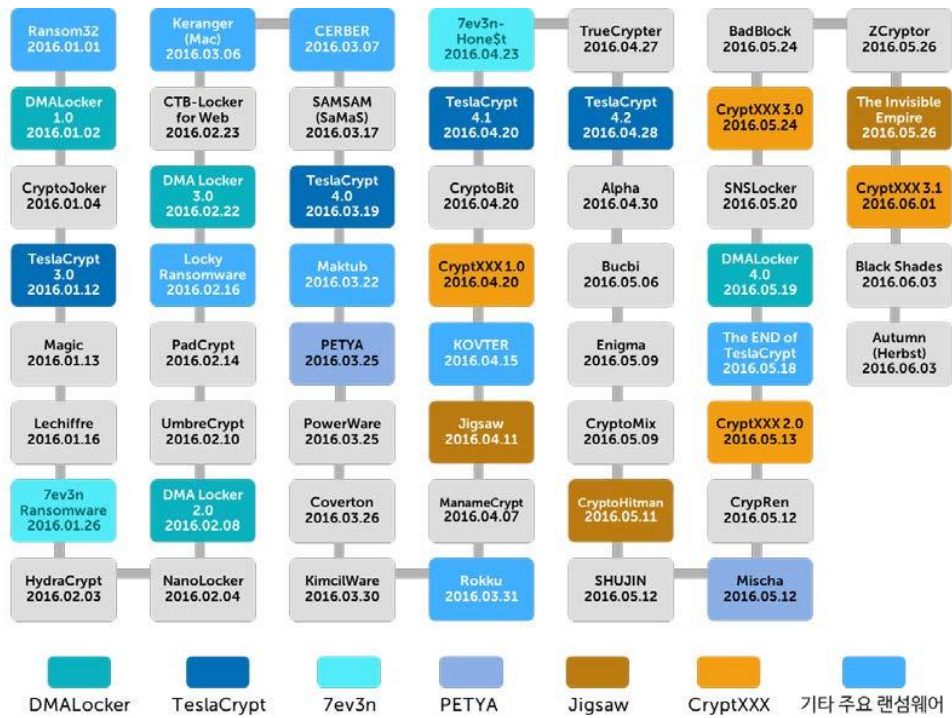 Ransom32
2016.01.01
DMALocker
1.0
2016.01.02
CryptoJoker
2016.01.04
TeslaCrypt
3.0
2016.01.12
Magic
2016.01.13
Lechiffre
2016.01.16
7ev3n
Ransomware
2016.01.26
HydraCrypt
2016.02.03
NanoLocker
2016.02.04
DMA Locker
2.0
2016.02.08
UmbreCrypt
2016.02.10
PadCrypt
2016.02.14
Locky
Ransomware
2016.02.16
DMA Locker
3.0
2016.02.22
CTB-Locker
for Web
2016.02.23
Keranger
(Mac)
2016.03.06
CERBER
2016.03.07
SAMSAM
(SaMaS)
2016.03.17
TeslaCrypt
4.0
2016.03.19
Maktub
2016.03.22
PETYA
2016.03.25
PowerWare
2016.03.25
Coverton
2016.03.26
KimcilWare
2016.03.30
Rokku
2016.03.31
ManameCrypt
2016.04.07
Jigsaw
2016.04.11
KOVTER
2016.04.15
CryptXXX 1.0
2016.04.20
CryptoBit
2016.04.20
TeslaCrypt
4.1
2016.04.20
7ev3n-
Hone$t
2016.04.23
TrueCrypter
2016.04.27
TeslaCrypt
4.2
2016.04.28
Alpha
2016.04.30
Bucbi
2016.05.06
Enigma
2016.05.09
CryptoMix
2016.05.09
CryptoHitman
2016.05.11
SHUJIN
2016.05.12
Mischa
2016.05.12
CrypRen
2016.05.12
CryptXXX 2.0
2016.05.13
The END of
TeslaCrypt
2016.05.18
DMALocker
4.0
2016.05.19
SNSLocker
2016.05.20
CryptXXX 3.0
2016.05.24
BadBlock
2016.05.24
ZCryptor
2016.05.26
The Invisible
Empire
2016.05.26
CryptXXX 3.1
2016.06.01
Black Shades
2016.06.03
Autumn
(Herbst)
2016.06.03
DMALocker
TeslaCrypt
7ev3n
PETYA
Jigsaw
CryptXXX
기타 주요 랜섬웨어